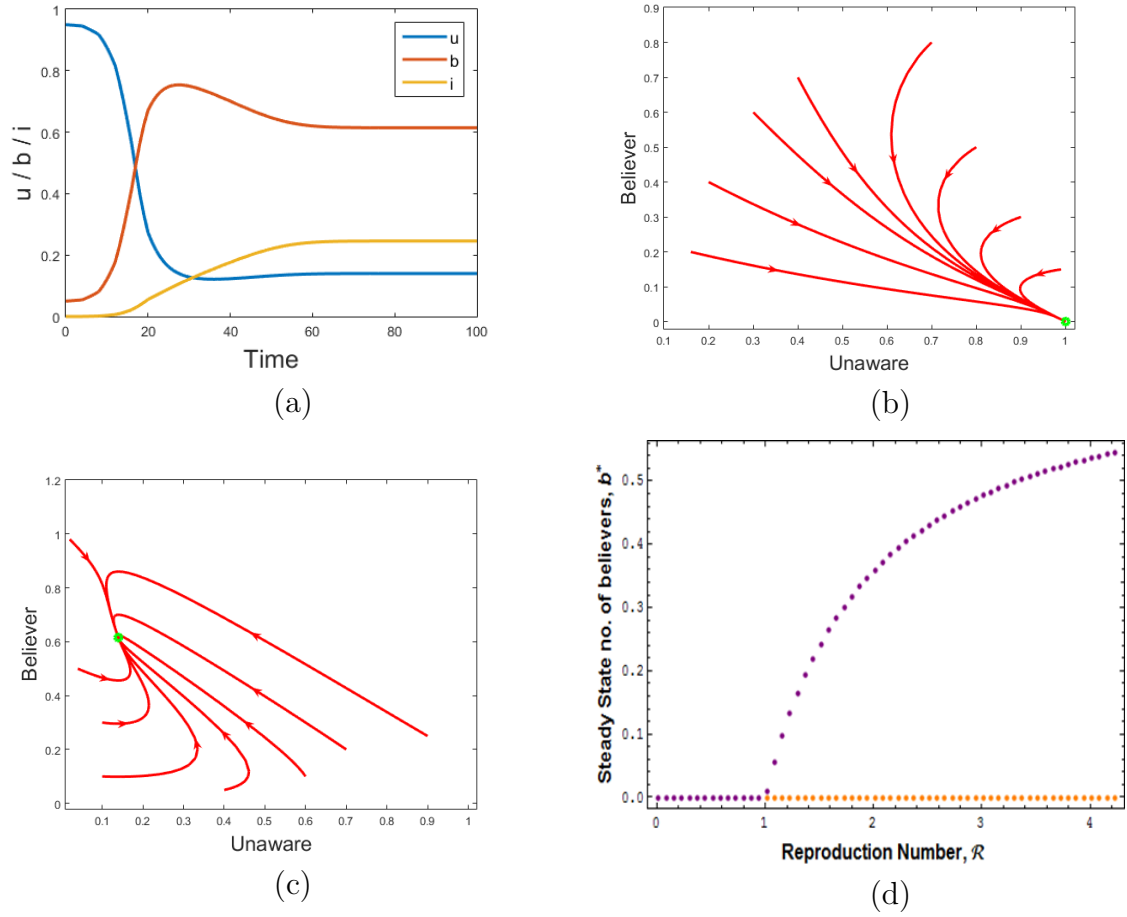 1
0.8
0.6
0.4
0.2
0
0 20 40 60 80 100
u / b / i
Time
u
b
i
(a)
0.9
0.8
0.7
0.6
0.5
0.4
0.3
0.2
0.1
0
0.1 0.2 0.3 0.4 0.5 0.6 0.7 0.8 0.9 1
Believer
Unaware
(b)
1.2
1
0.8
0.6
0.4
0.2
0
0.1 0.2 0.3 0.4 0.5 0.6 0.7 0.8 0.9 1
Believer
Unaware
(c)
0.5
0.4
0.3
0.2
0.1
0.0
0 1 2 3 4
Steady State no. of believers, b*
Reproduction Number, ℛ
(d)